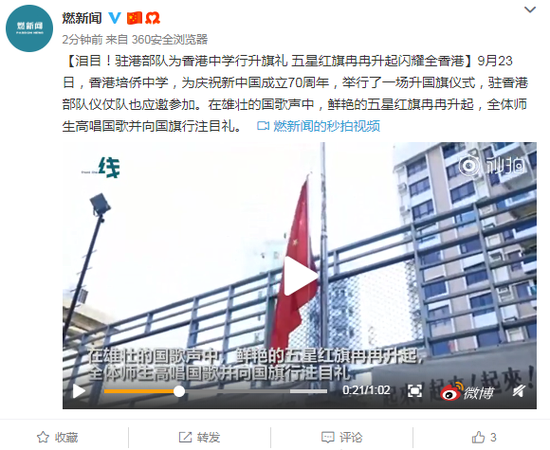 燃新闻
燃新闻
2分钟前 来自 360安全浏览器
【泪目！驻港部队为香港中学行升旗礼 五星红旗冉冉升起闪耀全香港】9月23
日，香港培侨中学，为庆祝新中国成立70周年，举行了一场升国旗仪式，驻香港
部队仪仗队也应邀参加。在雄壮的国歌声中，鲜艳的五星红旗冉冉升起，全体师
生高唱国歌并向国旗行注目礼。 燃新闻的秒拍视频
一线
秒拍
在雄壮的国歌声中，鲜艳的五星红旗冉冉升起，
全体师生高唱国歌并向国旗行注目礼
起來！起來！起來！
0:21/1:02
微博
收藏
转发
评论
3